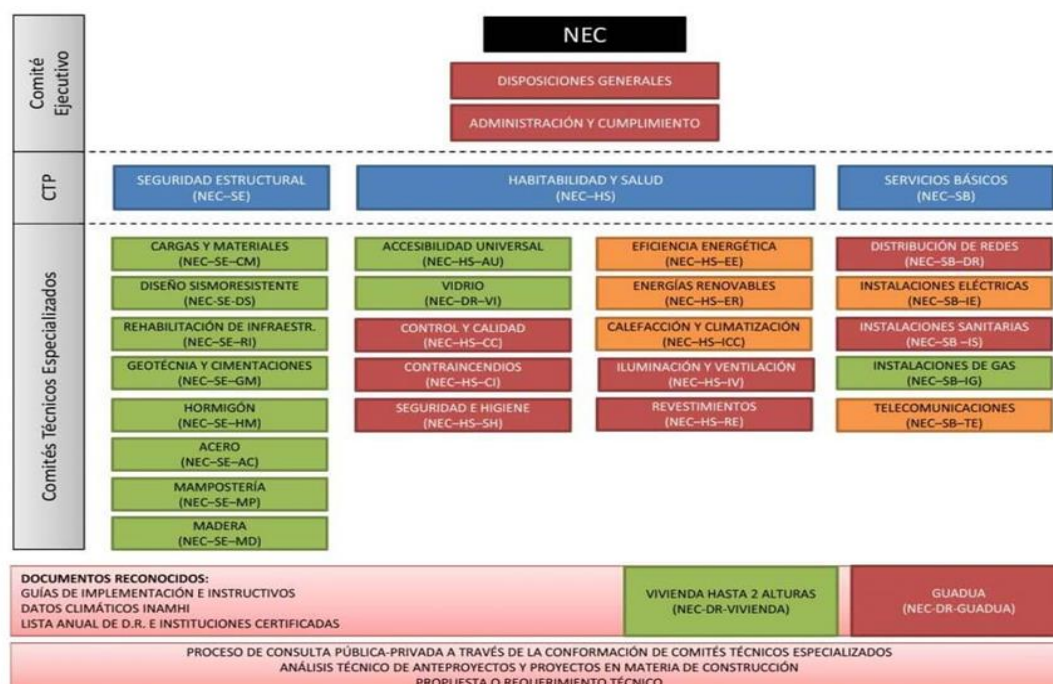 NEC
Comité
Ejecutivo
DISPOSICIONES GENERALES
ADMINISTRACIÓN Y CUMPLIMIENTO
CTP
SEGURIDAD ESTRUCTURAL
(NEC–SE)
HABITABILIDAD Y SALUD
(NEC–HS)
SERVICIOS BÁSICOS
(NEC–SB)
Comités Técnicos Especializados
CARGAS Y MATERIALES
(NEC–SE–CM)
DISEÑO SISMORESISTENTE
(NEC-SE-DS)
REHABILITACIÓN DE INFRAESTR.
(NEC–SE–RI)
GEOTÉCNIA Y CIMENTACIONES
(NEC–SE–GM)
HORMIGÓN
(NEC–SE–HM)
ACERO
(NEC–SE–AC)
MAMPOSTERÍA
(NEC–SE–MP)
MADERA
(NEC–SE–MD)
ACCESIBILIDAD UNIVERSAL
(NEC–HS–AU)
VIDRIO
(NEC–DR–VI)
CONTROL Y CALIDAD
(NEC–HS–CC)
CONTRAINCENDIOS
(NEC–HS–CI)
SEGURIDAD E HIGIENE
(NEC–HS–SH)
EFICIENCIA ENERGÉTICA
(NEC–HS–EE)
ENERGÍAS RENOVABLES
(NEC–HS–ER)
CALEFACCIÓN Y CLIMATIZACIÓN
(NEC–HS–ICC)
ILUMINACIÓN Y VENTILACIÓN
(NEC–HS–IV)
REVESTIMIENTOS
(NEC–HS–RE)
DISTRIBUCIÓN DE REDES
(NEC–SB–DR)
INSTALACIONES ELÉCTRICAS
(NEC–SB–IE)
INSTALACIONES SANITARIAS
(NEC–SB –IS)
INSTALACIONES DE GAS
(NEC–SB–IG)
TELECOMUNICACIONES
(NEC–SB–TE)
DOCUMENTOS RECONOCIDOS:
GUÍAS DE IMPLEMENTACIÓN E INSTRUCTIVOS
DATOS CLIMÁTICOS INAMHI
LISTA ANUAL DE D.R. E INSTITUCIONES CERTIFICADAS
VIVIENDA HASTA 2 ALTURAS
(NEC-DR-VIVIENDA)
GUADUA
(NEC-DR-GUADUA)
PROCESO DE CONSULTA PÚBLICA-PRIVADA A TRAVÉS DE LA CONFORMACIÓN DE COMITÉS TÉCNICOS ESPECIALIZADOS
ANÁLISIS TÉCNICO DE ANTEPROYECTOS Y PROYECTOS EN MATERIA DE CONSTRUCCIÓN
PROPUESTA O REQUERIMIENTO TÉCNICO